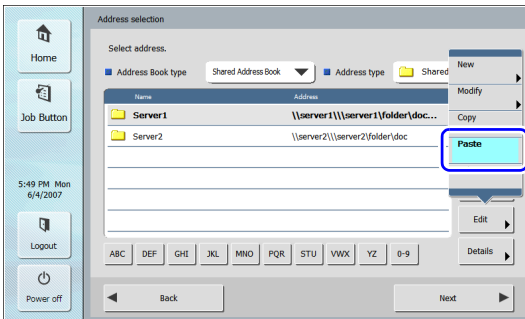 Address selection
Home
Select address.
Address Book type
Shared Address Book
Address type
Shared
New
Modify
Name
Address
Job Button
Server1
\\server1\\\server1\folder\doc...
Copy
Server2
\\server2\\\server2\folder\doc
Paste
5:49 PM Mon
6/4/2007
Edit
Logout
ABC
DEF
GHI
JKL
MNO
PQR
STU
VWX
YZ
0-9
Details
Power off
Back
Next